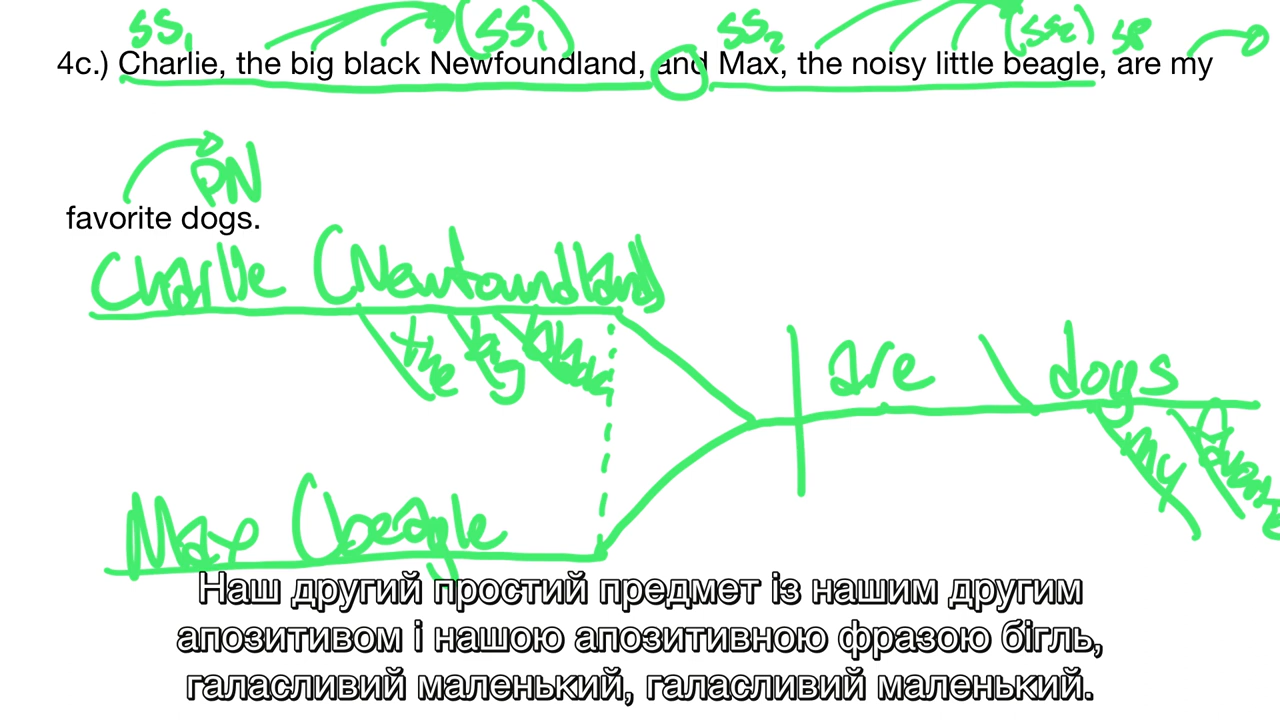 SS₁ (SS₁) SS₂ (SS₂) SP
4c.) Charlie, the big black Newfoundland, and Max, the noisy little beagle, are my
PN
favorite dogs.
Charlie (Newfoundland)
the big black
are \ dogs
my favorite
Max (beagle
Наш другий простий предмет із нашим другим
апозитивом і нашою апозитивною фразою бігль,
галасливий маленький, галасливий маленький.